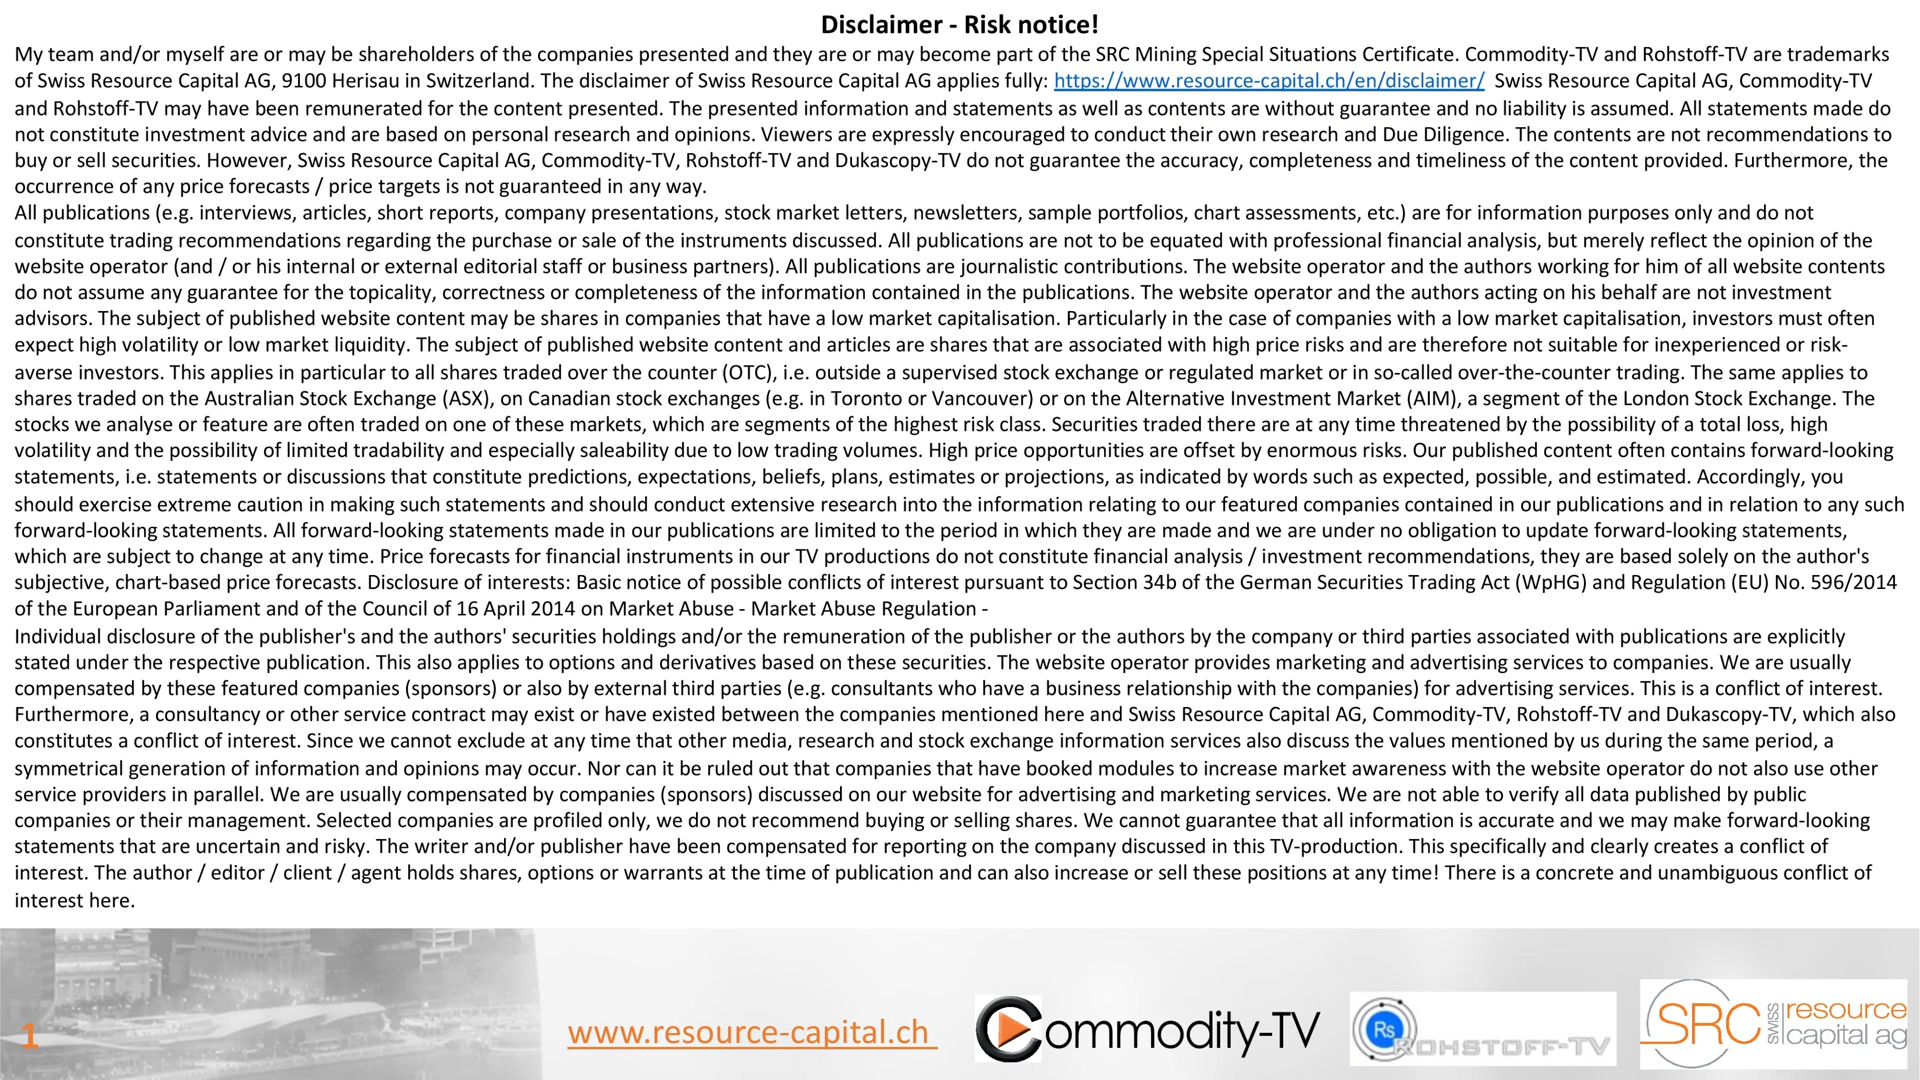 Disclaimer - Risk notice!
My team and/or myself are or may be shareholders of the companies presented and they are or may become part of the SRC Mining Special Situations Certificate. Commodity-TV and Rohstoff-TV are trademarks
of Swiss Resource Capital AG, 9100 Herisau in Switzerland. The disclaimer of Swiss Resource Capital AG applies fully: https://www.resource-capital.ch/en/disclaimer/ Swiss Resource Capital AG, Commodity-TV
and Rohstoff-TV may have been remunerated for the content presented. The presented information and statements as well as contents are without guarantee and no liability is assumed. All statements made do
not constitute investment advice and are based on personal research and opinions. Viewers are expressly encouraged to conduct their own research and Due Diligence. The contents are not recommendations to
buy or sell securities. However, Swiss Resource Capital AG, Commodity-TV, Rohstoff-TV and Dukascopy-TV do not guarantee the accuracy, completeness and timeliness of the content provided. Furthermore, the
occurrence of any price forecasts / price targets is not guaranteed in any way.
All publications (e.g. interviews, articles, short reports, company presentations, stock market letters, newsletters, sample portfolios, chart assessments, etc.) are for information purposes only and do not
constitute trading recommendations regarding the purchase or sale of the instruments discussed. All publications are not to be equated with professional financial analysis, but merely reflect the opinion of the
website operator (and / or his internal or external editorial staff or business partners). All publications are journalistic contributions. The website operator and the authors working for him of all website contents
do not assume any guarantee for the topicality, correctness or completeness of the information contained in the publications. The website operator and the authors acting on his behalf are not investment
advisors. The subject of published website content may be shares in companies that have a low market capitalisation. Particularly in the case of companies with a low market capitalisation, investors must often
expect high volatility or low market liquidity. The subject of published website content and articles are shares that are associated with high price risks and are therefore not suitable for inexperienced or risk-
averse investors. This applies in particular to all shares traded over the counter (OTC), i.e. outside a supervised stock exchange or regulated market or in so-called over-the-counter trading. The same applies to
shares traded on the Australian Stock Exchange (ASX), on Canadian stock exchanges (e.g. in Toronto or Vancouver) or on the Alternative Investment Market (AIM), a segment of the London Stock Exchange. The
stocks we analyse or feature are often traded on one of these markets, which are segments of the highest risk class. Securities traded there are at any time threatened by the possibility of a total loss, high
volatility and the possibility of limited tradability and especially saleability due to low trading volumes. High price opportunities are offset by enormous risks. Our published content often contains forward-looking
statements, i.e. statements or discussions that constitute predictions, expectations, beliefs, plans, estimates or projections, as indicated by words such as expected, possible, and estimated. Accordingly, you
should exercise extreme caution in making such statements and should conduct extensive research into the information relating to our featured companies contained in our publications and in relation to any such
forward-looking statements. All forward-looking statements made in our publications are limited to the period in which they are made and we are under no obligation to update forward-looking statements,
which are subject to change at any time. Price forecasts for financial instruments in our TV productions do not constitute financial analysis / investment recommendations, they are based solely on the author's
subjective, chart-based price forecasts. Disclosure of interests: Basic notice of possible conflicts of interest pursuant to Section 34b of the German Securities Trading Act (WpHG) and Regulation (EU) No. 596/2014
of the European Parliament and of the Council of 16 April 2014 on Market Abuse - Market Abuse Regulation -
Individual disclosure of the publisher's and the authors' securities holdings and/or the remuneration of the publisher or the authors by the company or third parties associated with publications are explicitly
stated under the respective publication. This also applies to options and derivatives based on these securities. The website operator provides marketing and advertising services to companies. We are usually
compensated by these featured companies (sponsors) or also by external third parties (e.g. consultants who have a business relationship with the companies) for advertising services. This is a conflict of interest.
Furthermore, a consultancy or other service contract may exist or have existed between the companies mentioned here and Swiss Resource Capital AG, Commodity-TV, Rohstoff-TV and Dukascopy-TV, which also
constitutes a conflict of interest. Since we cannot exclude at any time that other media, research and stock exchange information services also discuss the values mentioned by us during the same period, a
symmetrical generation of information and opinions may occur. Nor can it be ruled out that companies that have booked modules to increase market awareness with the website operator do not also use other
service providers in parallel. We are usually compensated by companies (sponsors) discussed on our website for advertising and marketing services. We are not able to verify all data published by public
companies or their management. Selected companies are profiled only, we do not recommend buying or selling shares. We cannot guarantee that all information is accurate and we may make forward-looking
statements that are uncertain and risky. The writer and/or publisher have been compensated for reporting on the company discussed in this TV-production. This specifically and clearly creates a conflict of
interest. The author / editor / client / agent holds shares, options or warrants at the time of publication and can also increase or sell these positions at any time! There is a concrete and unambiguous conflict of
interest here.
1
www.resource-capital.ch
Commodity-TV
Rs
ROHSTOFF-TV
SRC
SWISS
resource
capital ag